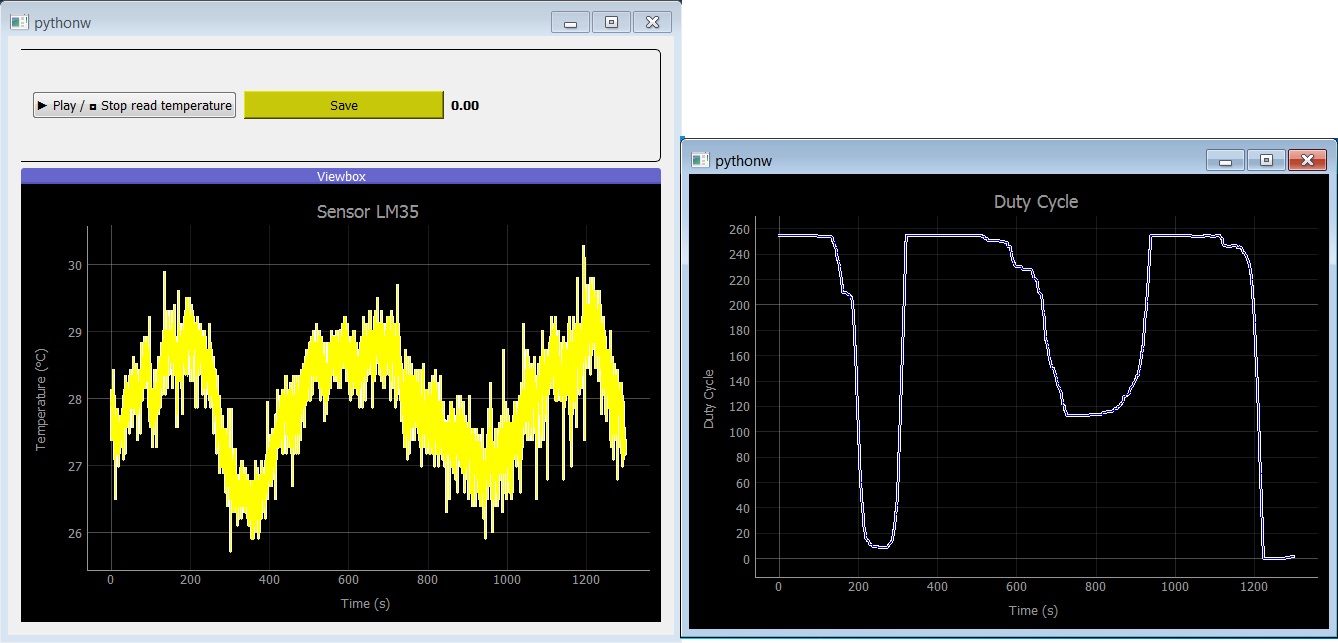 pythonw
▶ Play / ◘ Stop read temperature Save 0.00
Viewbox
Sensor LM35
30
29
28
27
26
Temperature (ºC)
0 200 400 600 800 1000 1200
Time (s)
pythonw
Duty Cycle
260
240
220
200
180
160
140
120
100
80
60
40
20
0
Duty Cycle
0 200 400 600 800 1000 1200
Time (s)